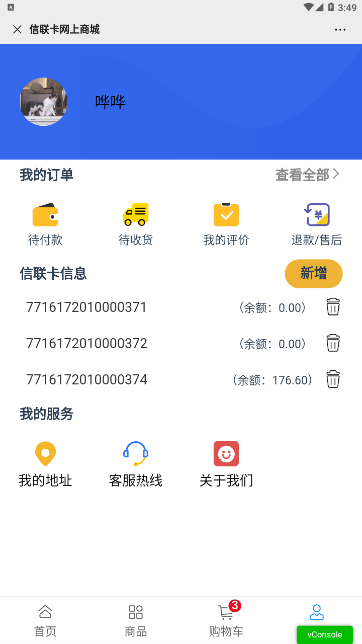 3:49
信联卡网上商城
哗哗
我的订单 查看全部
待付款 待收货 我的评价 退款/售后
信联卡信息 新增
7716172010000371 （余额：0.00）
7716172010000372 （余额：0.00）
7716172010000374 （余额：176.60）
我的服务
我的地址 客服热线 关于我们
3
首页 商品 购物车
vConsole